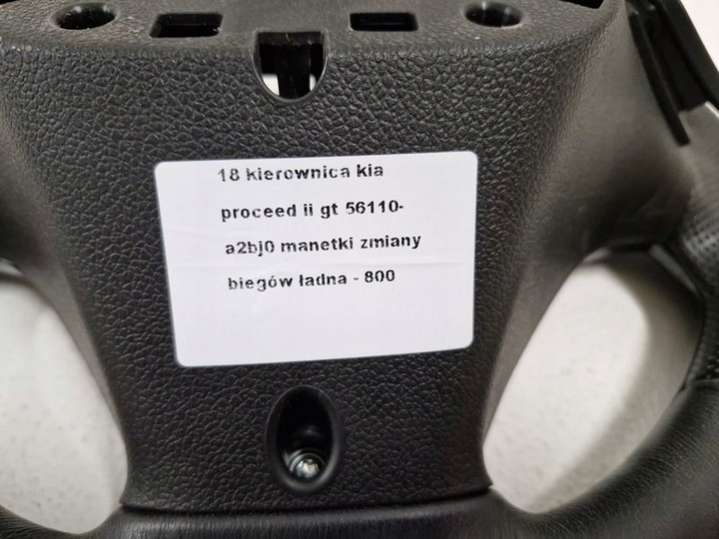 18 kierownica kia
proceed ii gt 56110-
a2bj0 manetki zmiany
biegów ładna - 800